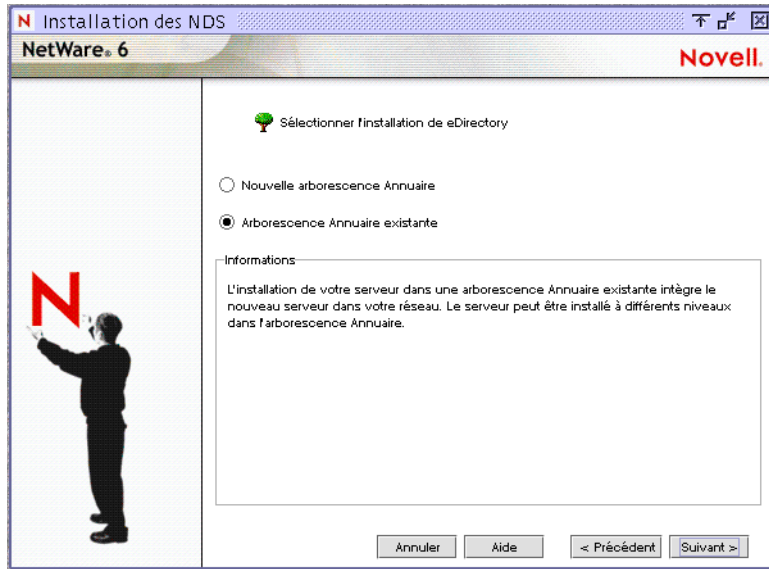 N Installation des NDS
NetWare® 6
Novell.
Sélectionner l'installation de eDirectory
Nouvelle arborescence Annuaire
Arborescence Annuaire existante
Informations
L'installation de votre serveur dans une arborescence Annuaire existante intègre le
nouveau serveur dans votre réseau. Le serveur peut être installé à différents niveaux
dans l'arborescence Annuaire.
N
Annuler Aide < Précédent Suivant >